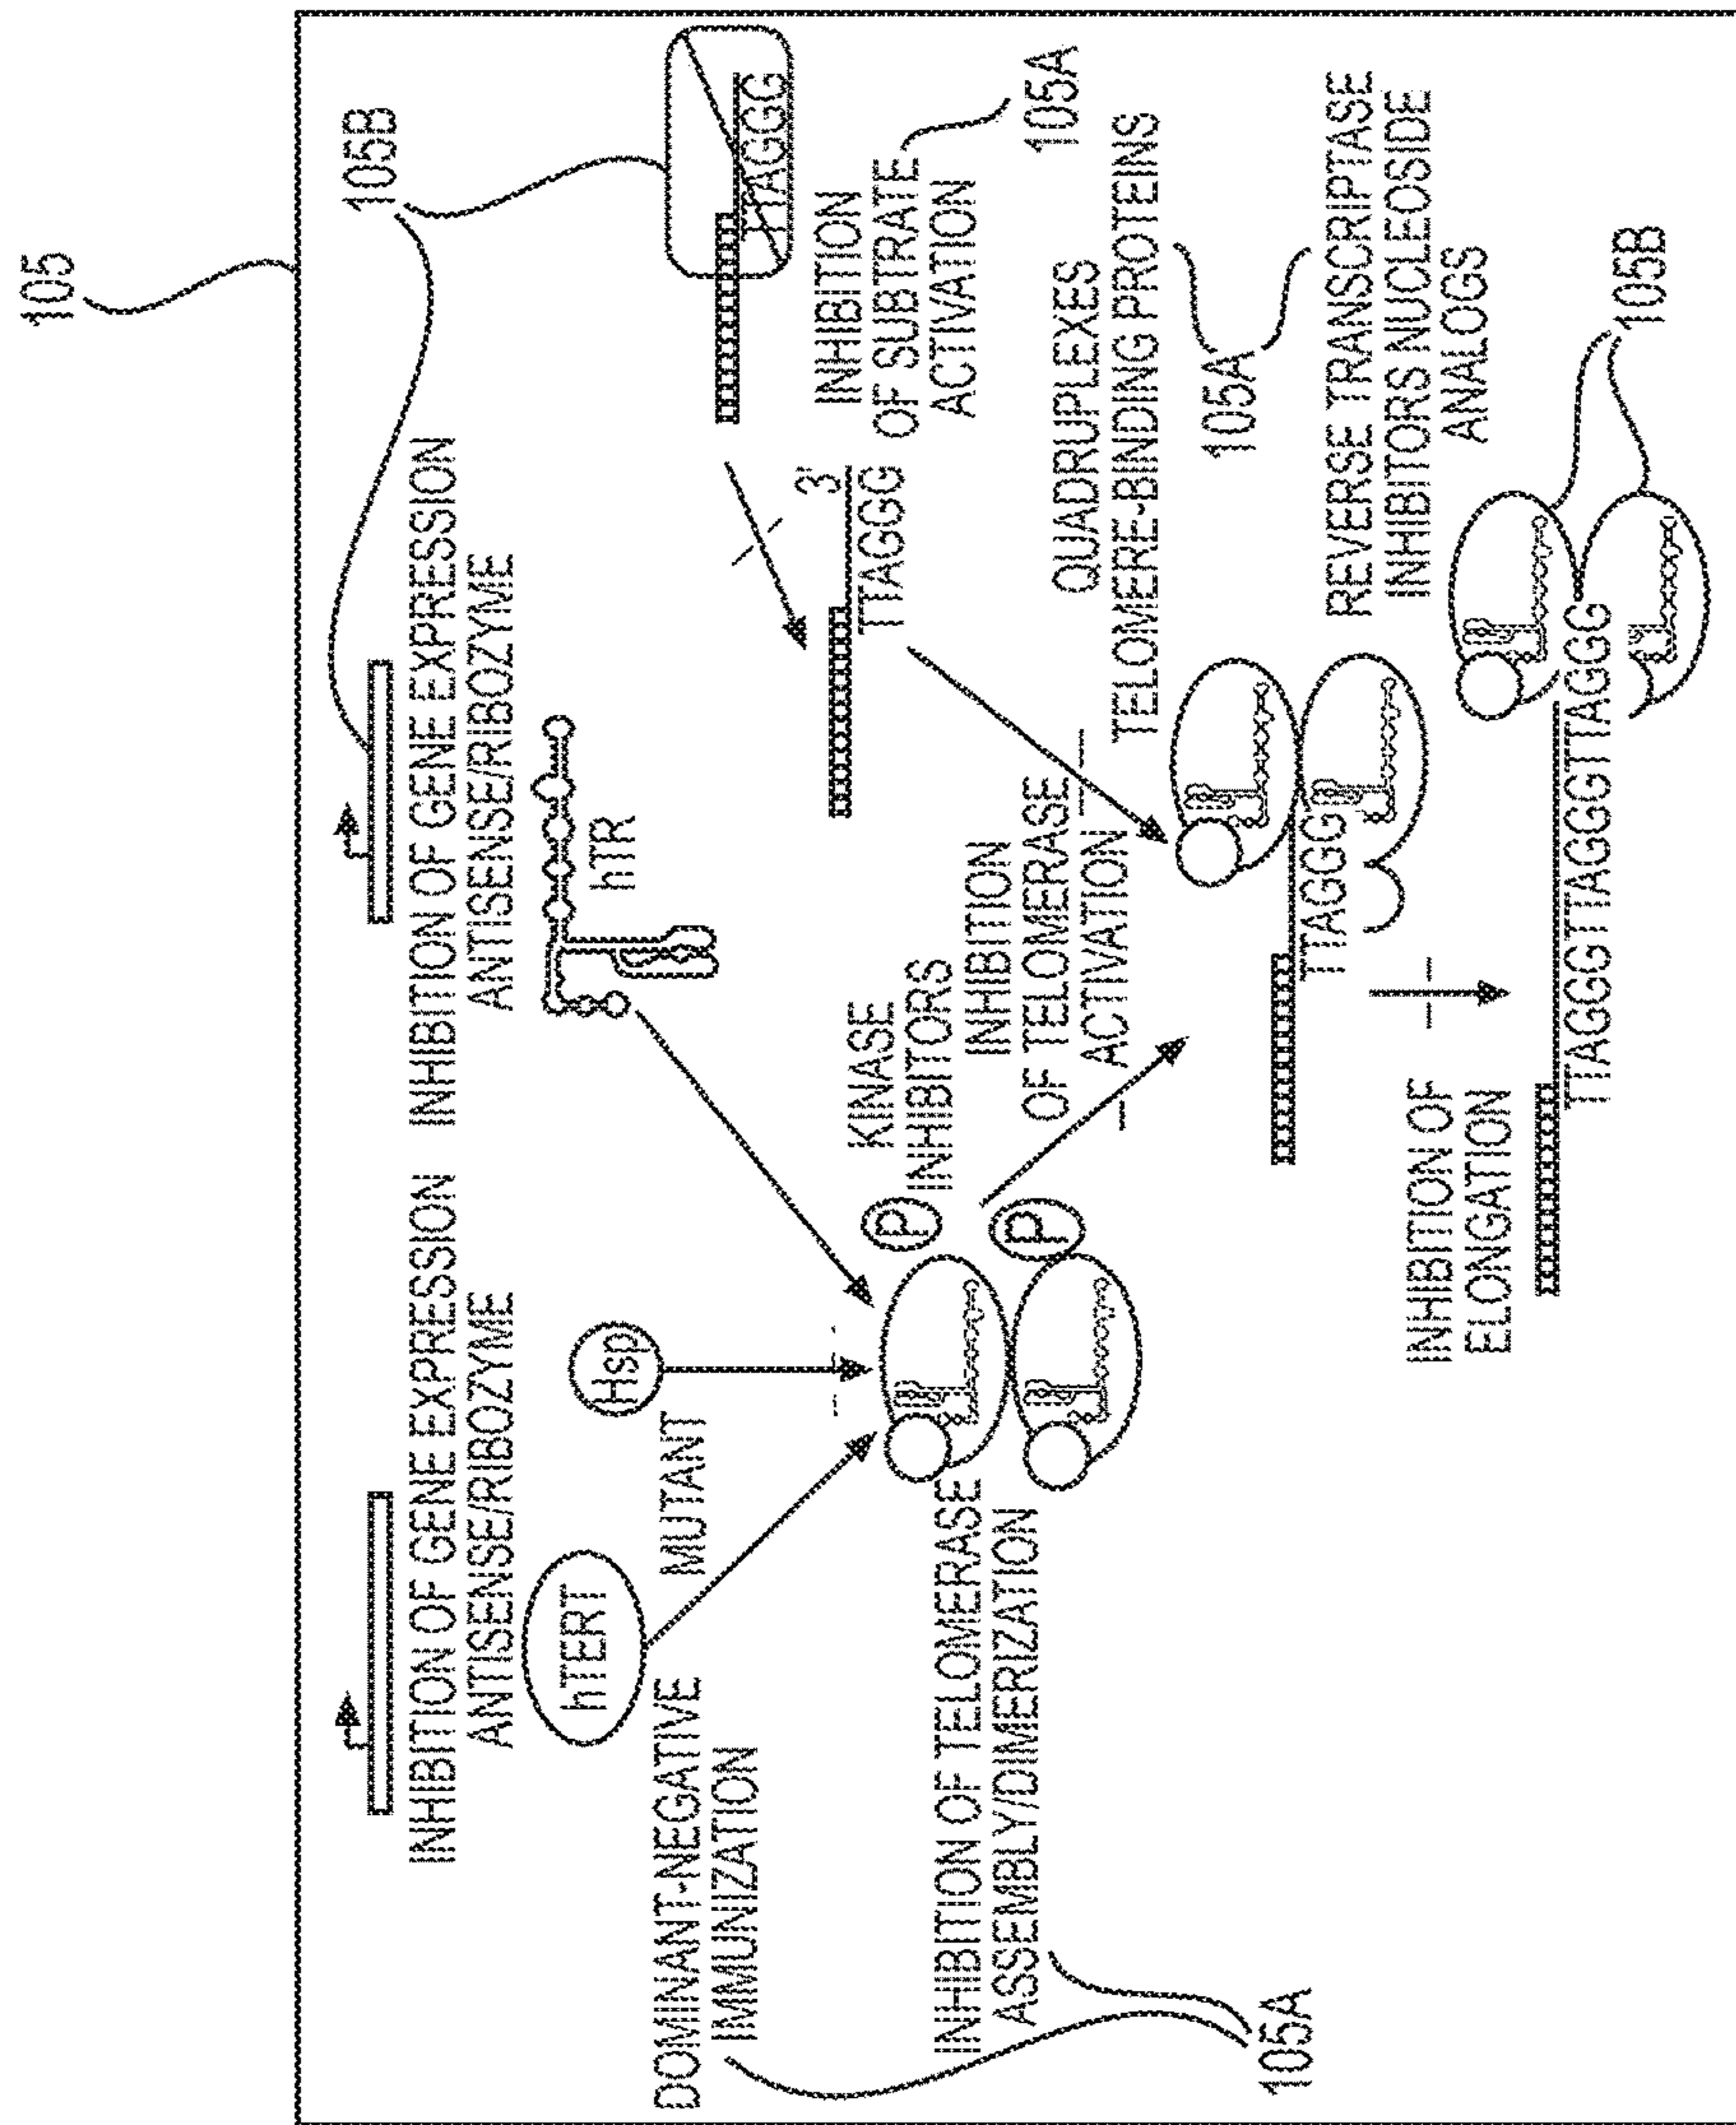 105
105B
INHIBITION OF GENE EXPRESSION
ANTISENSE/RIBOZYME
INHIBITION OF GENE EXPRESSION
ANTISENSE/RIBOZYME
hTERT
Hsp
hTR
TTAGGG
DOMINANT-NEGATIVE
IMMUNIZATION
MUTANT
3'
TTAGGG
INHIBITION
OF SUBTRATE
ACTIVATION
105A
P
P
KINASE
INHIBITORS
INHIBITION OF TELOMERASE
ASSEMBLY/DIMERIZATION
INHIBITION
OF TELOMERASE
ACTIVATION
QUADRUPLEXES
TELOMERE-BINDING PROTEINS
105A
105A
TTAGGG
REVERSE TRANSCRIPTASE
INHIBITORS NUCLEOSIDE
ANALOGS
INHIBITION OF
ELONGATION
TTAGGGTTAGGGTTAGGG
105B